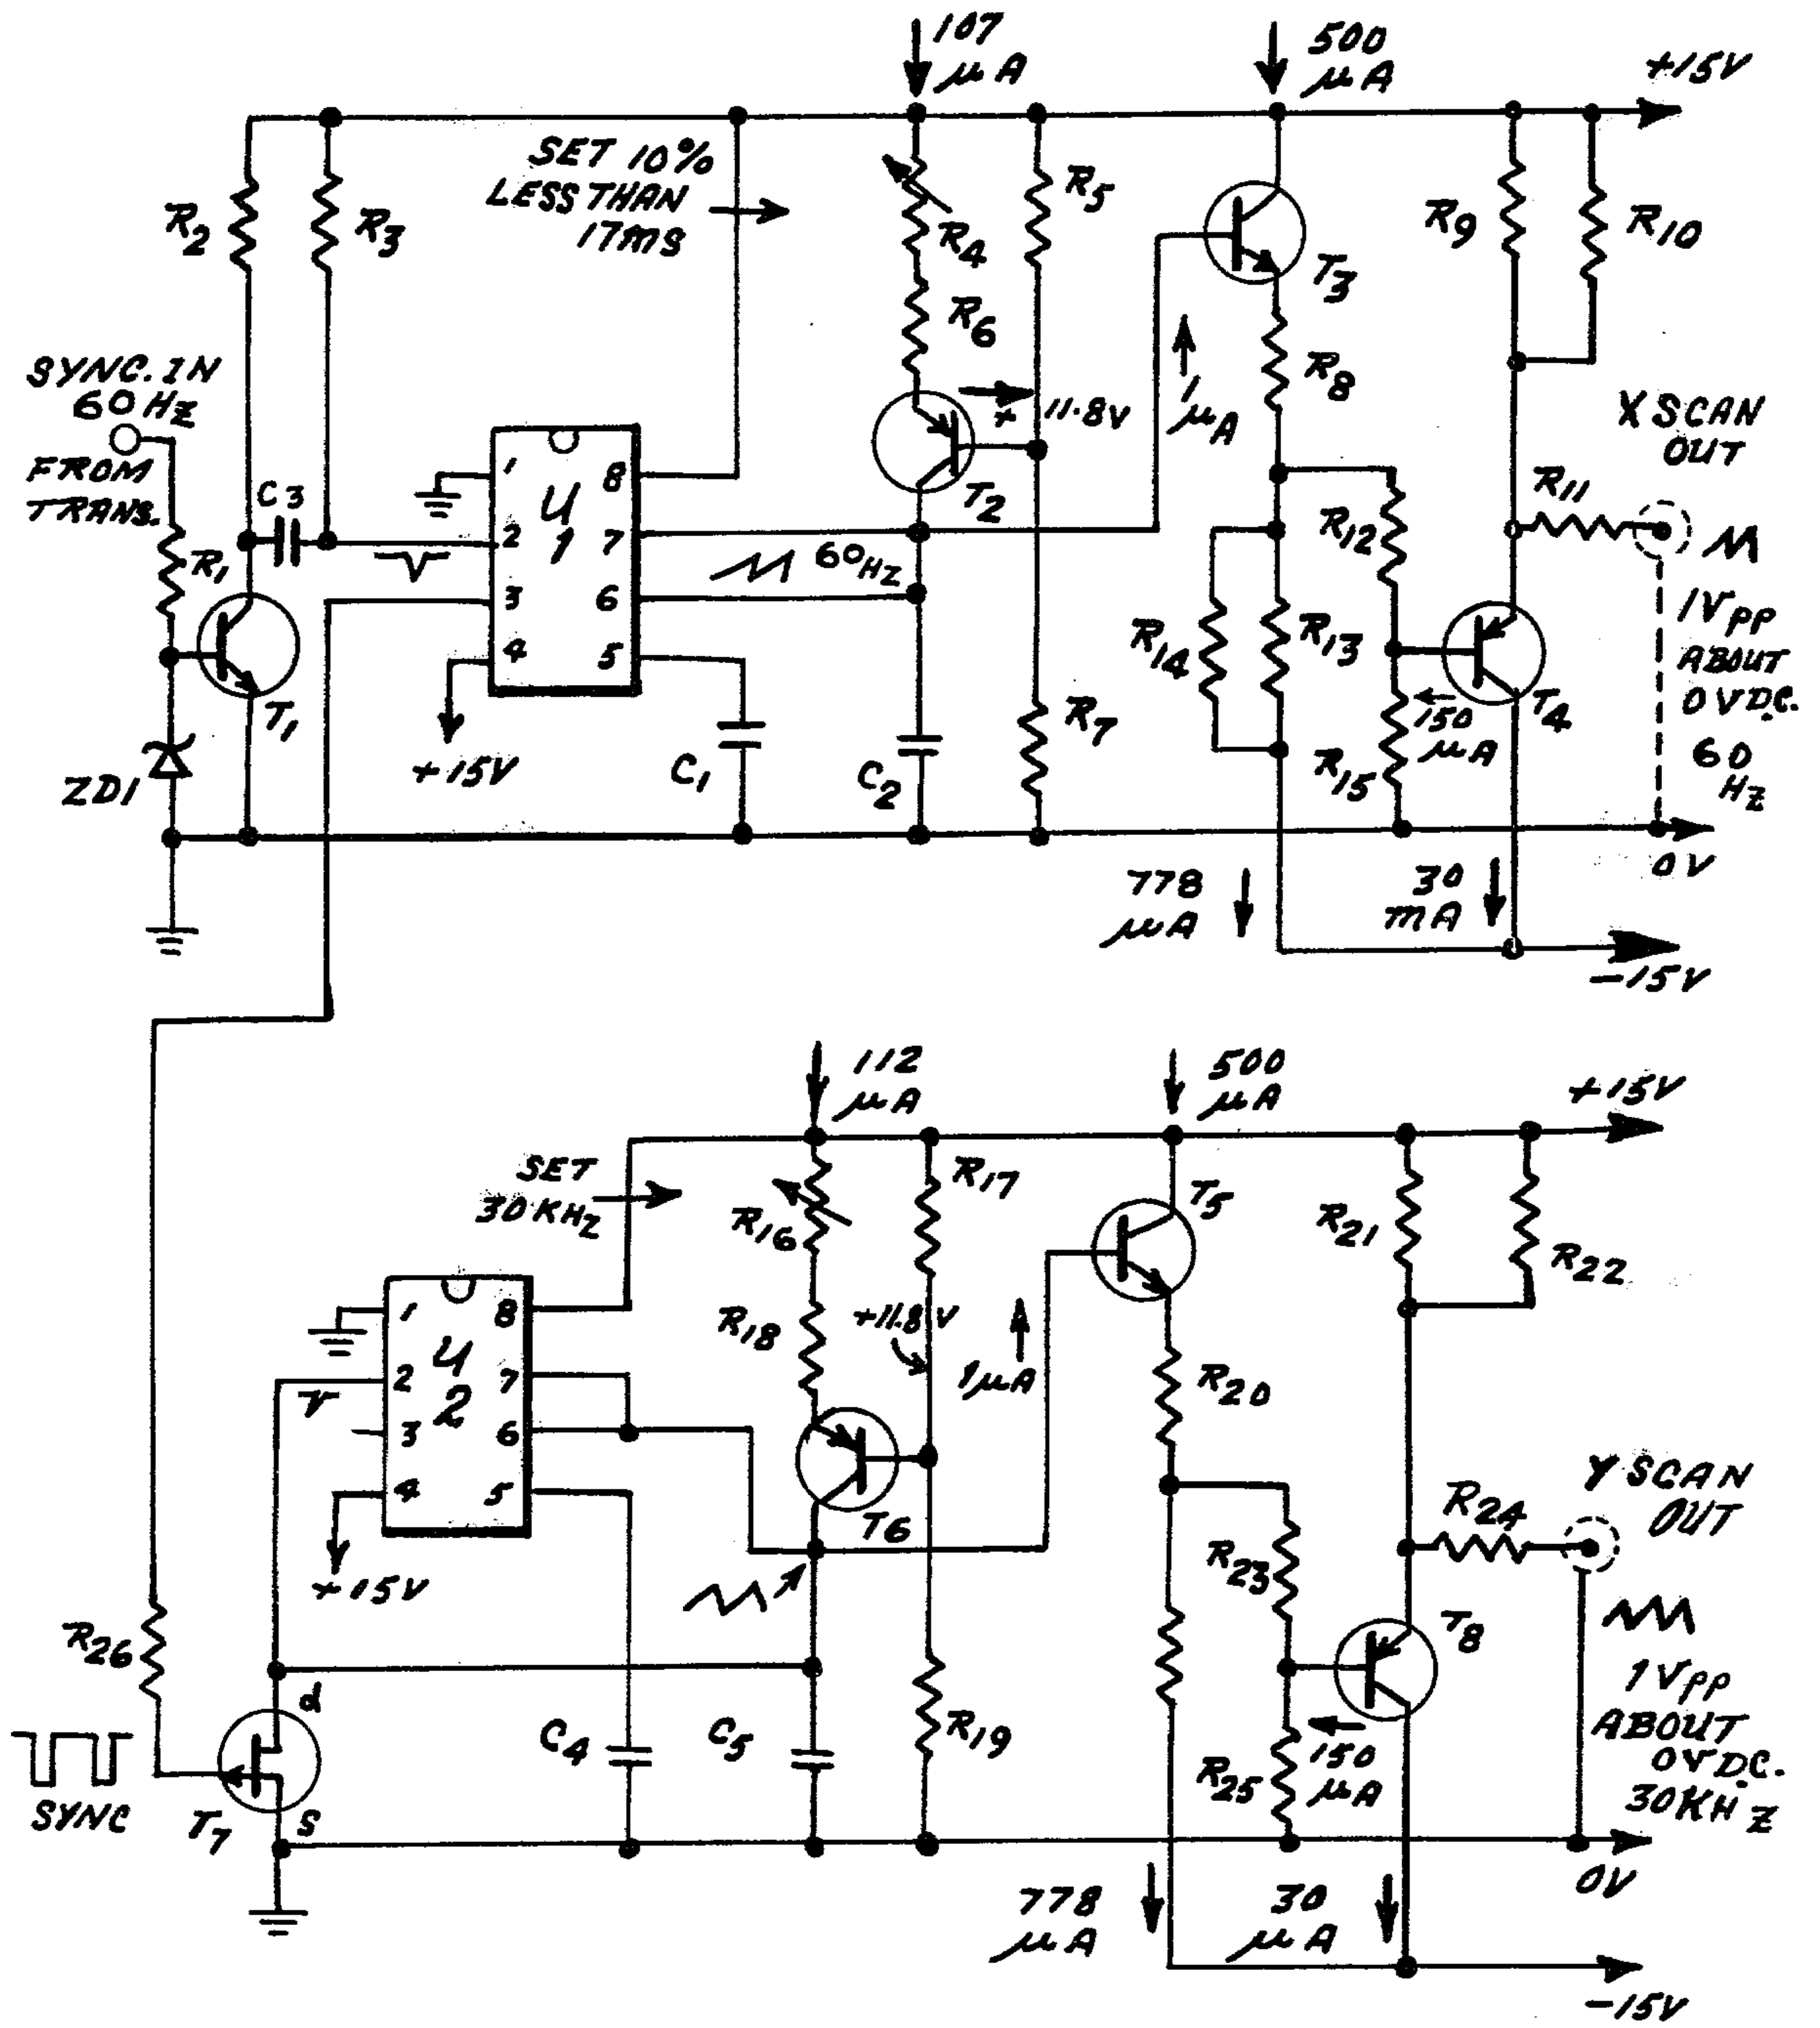 107
µA
500
µA
+15V
SET 10%
LESS THAN
17MS
R2
R3
R4
R5
R6
T3
R9
R10
SYNC. IN
60 Hz
FROM
TRANS.
C3
R1
T1
ZD1
U
1
1
2
3
4
8
7
6
5
+15V
60Hz
+ 11.8V
T2
1
µA
R8
X SCAN
OUT
R11
R12
R13
R14
R15
T4
150
µA
1VPP
ABOUT
0VDC.
60
Hz
C1
C2
R7
0V
778
µA
30
mA
-15V
112
µA
500
µA
+15V
SET
30KHz
R16
R17
R18
T5
R21
R22
+11.8V
1µA
R20
U
2
1
2
3
4
8
7
6
5
+15V
T6
R23
R24
Y SCAN
OUT
T8
1VPP
ABOUT
0VDC.
30KHz
R26
d
S
T7
SYNC
C4
C5
R19
R25
150
µA
0V
778
µA
30
µA
-15V